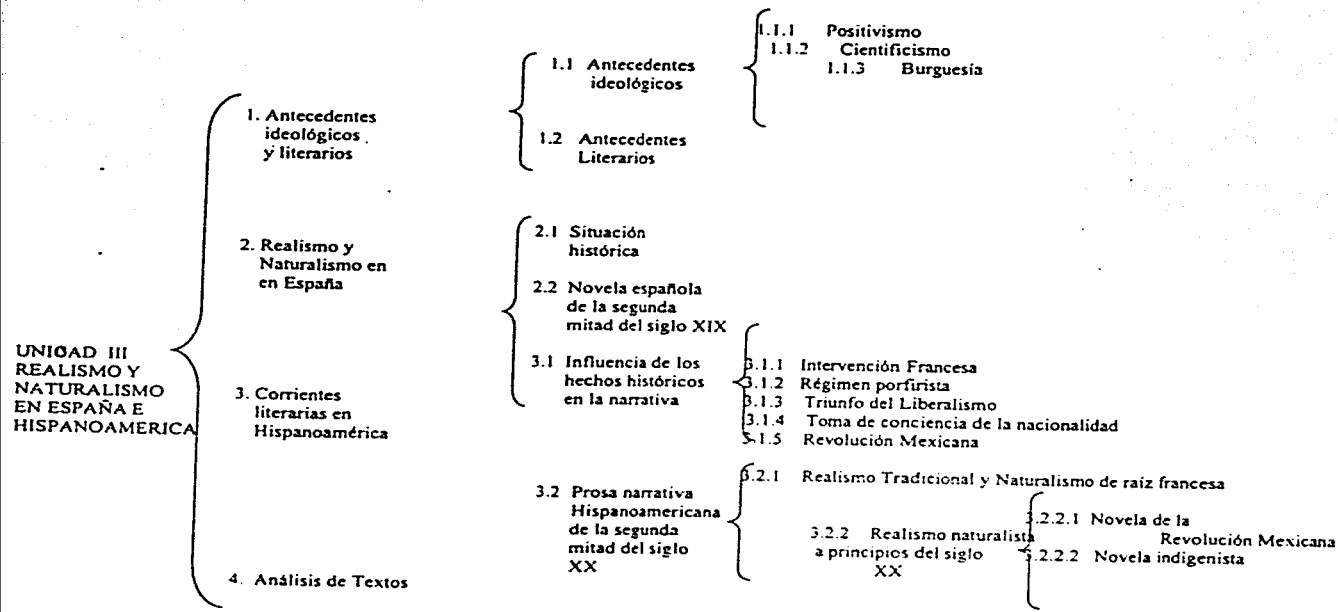 UNIDAD III
REALISMO Y
NATURALISMO
EN ESPAÑA E
HISPANOAMERICA
1. Antecedentes
ideológicos
y literarios
1.1 Antecedentes
ideológicos
1.1.1 Positivismo
1.1.2 Cientificismo
1.1.3 Burguesía
1.2 Antecedentes
Literarios
2. Realismo y
Naturalismo en
en España
2.1 Situación
histórica
2.2 Novela española
de la segunda
mitad del siglo XIX
3. Corrientes
literarias en
Hispanoamérica
3.1 Influencia de los
hechos históricos
en la narrativa
3.1.1 Intervención Francesa
3.1.2 Régimen porfirista
3.1.3 Triunfo del Liberalismo
3.1.4 Toma de conciencia de la nacionalidad
3.1.5 Revolución Mexicana
3.2 Prosa narrativa
Hispanoamericana
de la segunda
mitad del siglo
XX
3.2.1 Realismo Tradicional y Naturalismo de raiz francesa
3.2.2 Realismo naturalista
a principios del siglo
XX
3.2.2.1 Novela de la
Revolución Mexicana
3.2.2.2 Novela indigenista
4. Análisis de Textos